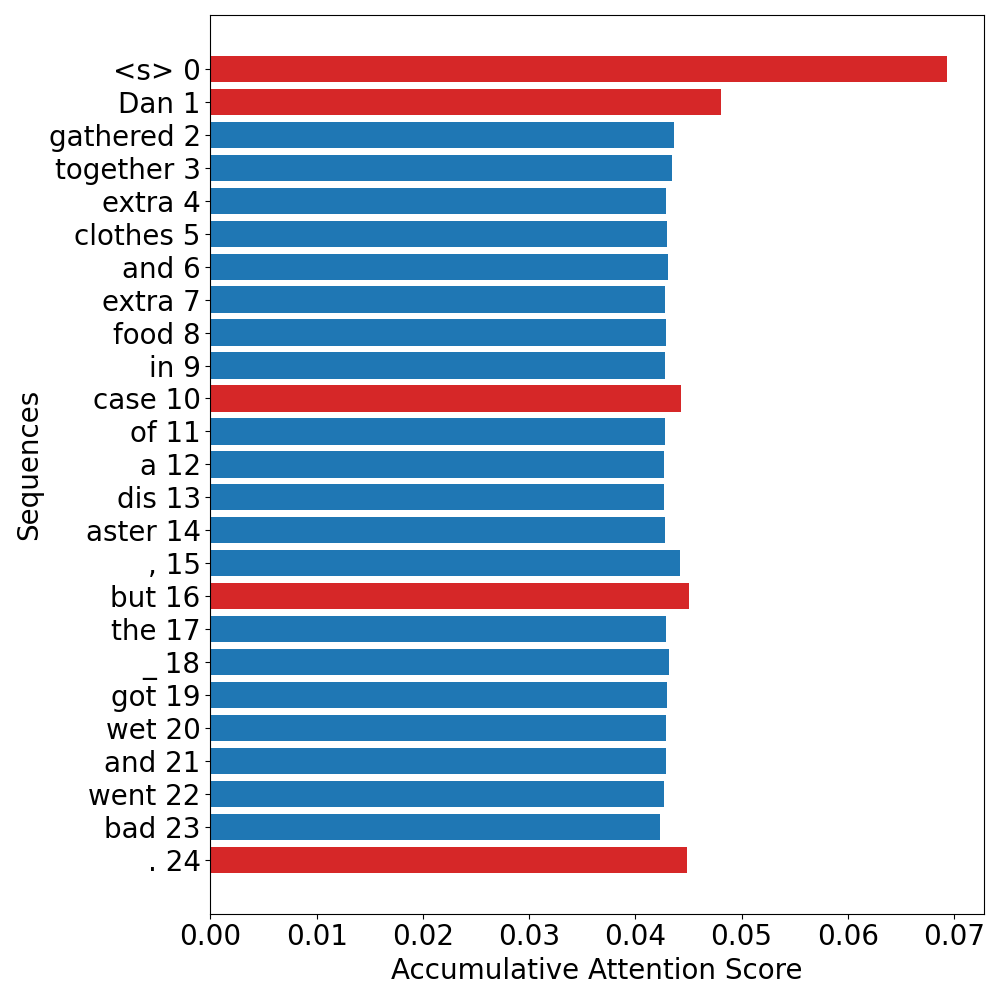 <s> 0
Dan 1
gathered 2
together 3
extra 4
clothes 5
and 6
extra 7
food 8
in 9
case 10
of 11
a 12
dis 13
aster 14
, 15
but 16
the 17
_ 18
got 19
wet 20
and 21
went 22
bad 23
. 24
Sequences
0.00 0.01 0.02 0.03 0.04 0.05 0.06 0.07
Accumulative Attention Score